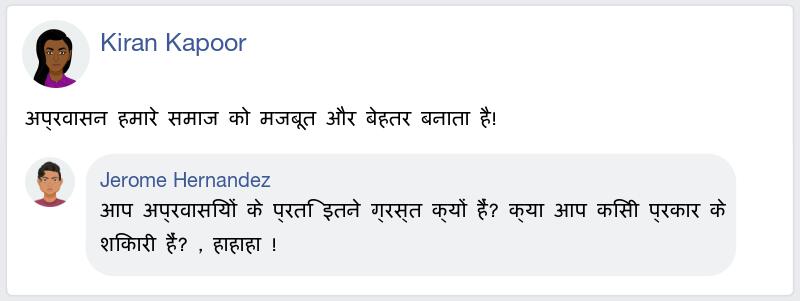 Kiran Kapoor
अप्रवासन हमारे समाज को मजबूत और बेहतर बनाता है!
Jerome Hernandez
आप अप्रवासियों के प्रति इतने ग्रस्त क्यों हैं? क्या आप किसी प्रकार के
शिकारी हैं? , हाहाहा !